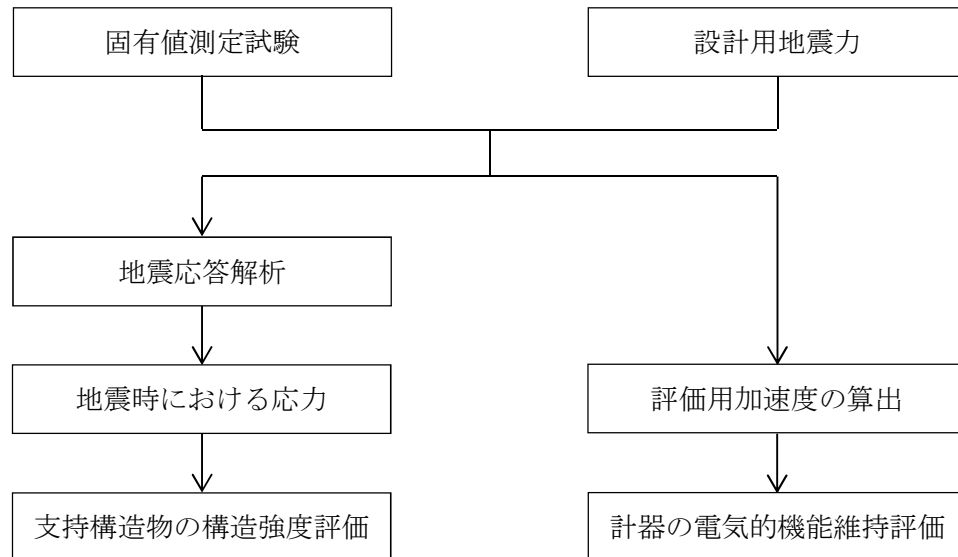 固有値測定試験
設計用地震力
地震応答解析
地震時における応力
評価用加速度の算出
支持構造物の構造強度評価
計器の電気的機能維持評価